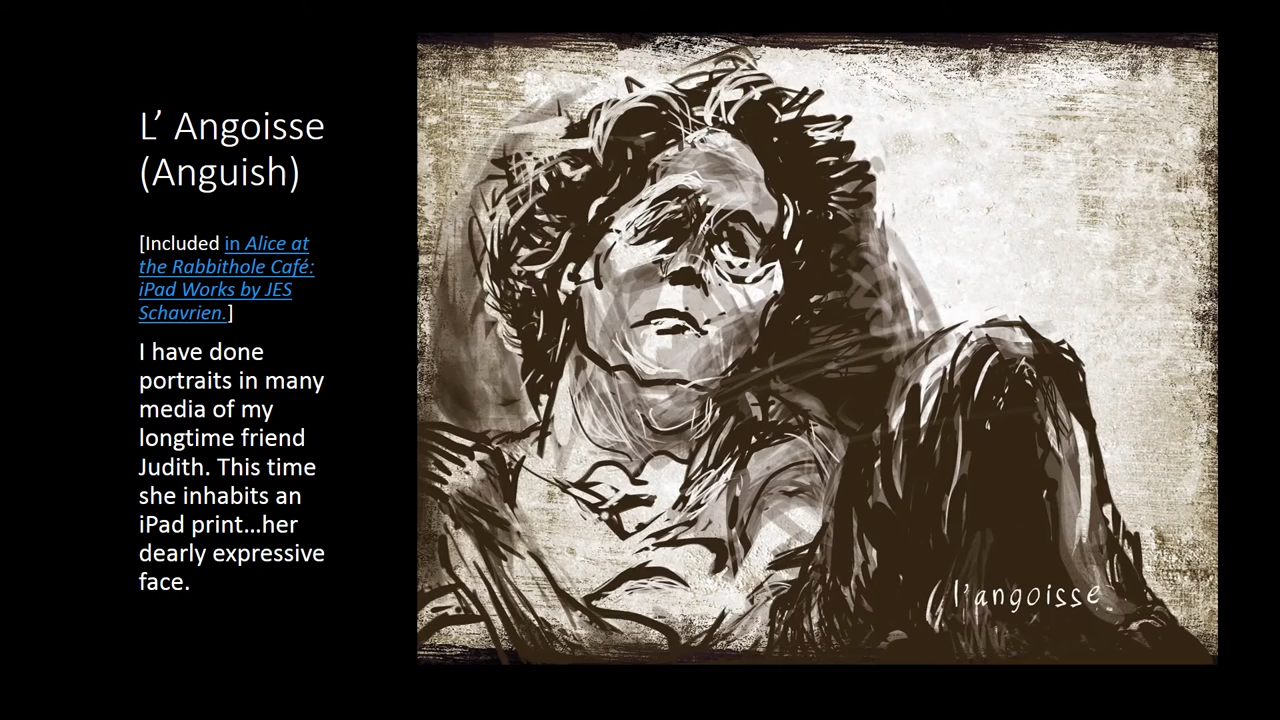 L’ Angoisse
(Anguish)
[Included in Alice at
the Rabbithole Café:
iPad Works by JES
Schavrien.]
I have done
portraits in many
media of my
longtime friend
Judith. This time
she inhabits an
iPad print…her
dearly expressive
face.
l'angoisse